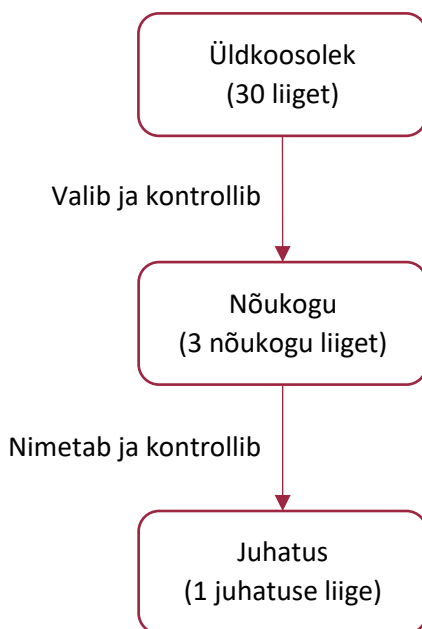 Üldkoosolek
(30 liiget)
Valib ja kontrollib
Nõukogu
(3 nõukogu liiget)
Nimetab ja kontrollib
Juhatus
(1 juhatuse liige)